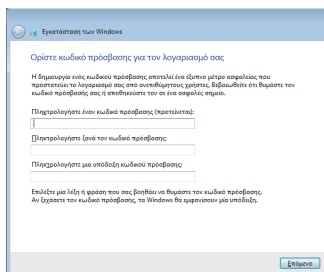 Εγκατάσταση των Windows
Ορίστε κωδικό πρόσβασης για τον λογαριασμό σας
Η δημιουργία ενός κωδικού πρόσβασης αποτελεί ένα έξυπνο μέτρο ασφαλείας που
προστατεύει το λογαριασμό σας από ανεπιθύμητους χρήστες. Βεβαιωθείτε ότι θυμάστε τον
κωδικό πρόσβασής σας ή αποθηκεύστε τον σε ένα ασφαλές σημείο.
Πληκτρολογήστε έναν κωδικό πρόσβασης (προτείνεται):
Πληκτρολογήστε ξανά τον κωδικό πρόσβασης:
Πληκτρολογήστε μια υπόδειξη κωδικού πρόσβασης:
Επιλέξτε μία λέξη ή φράση που σας βοηθάει να θυμάστε τον κωδικό πρόσβασης.
Αν ξεχάσετε τον κωδικό πρόσβασης, τα Windows θα εμφανίσουν μία υπόδειξη.
Επόμενο